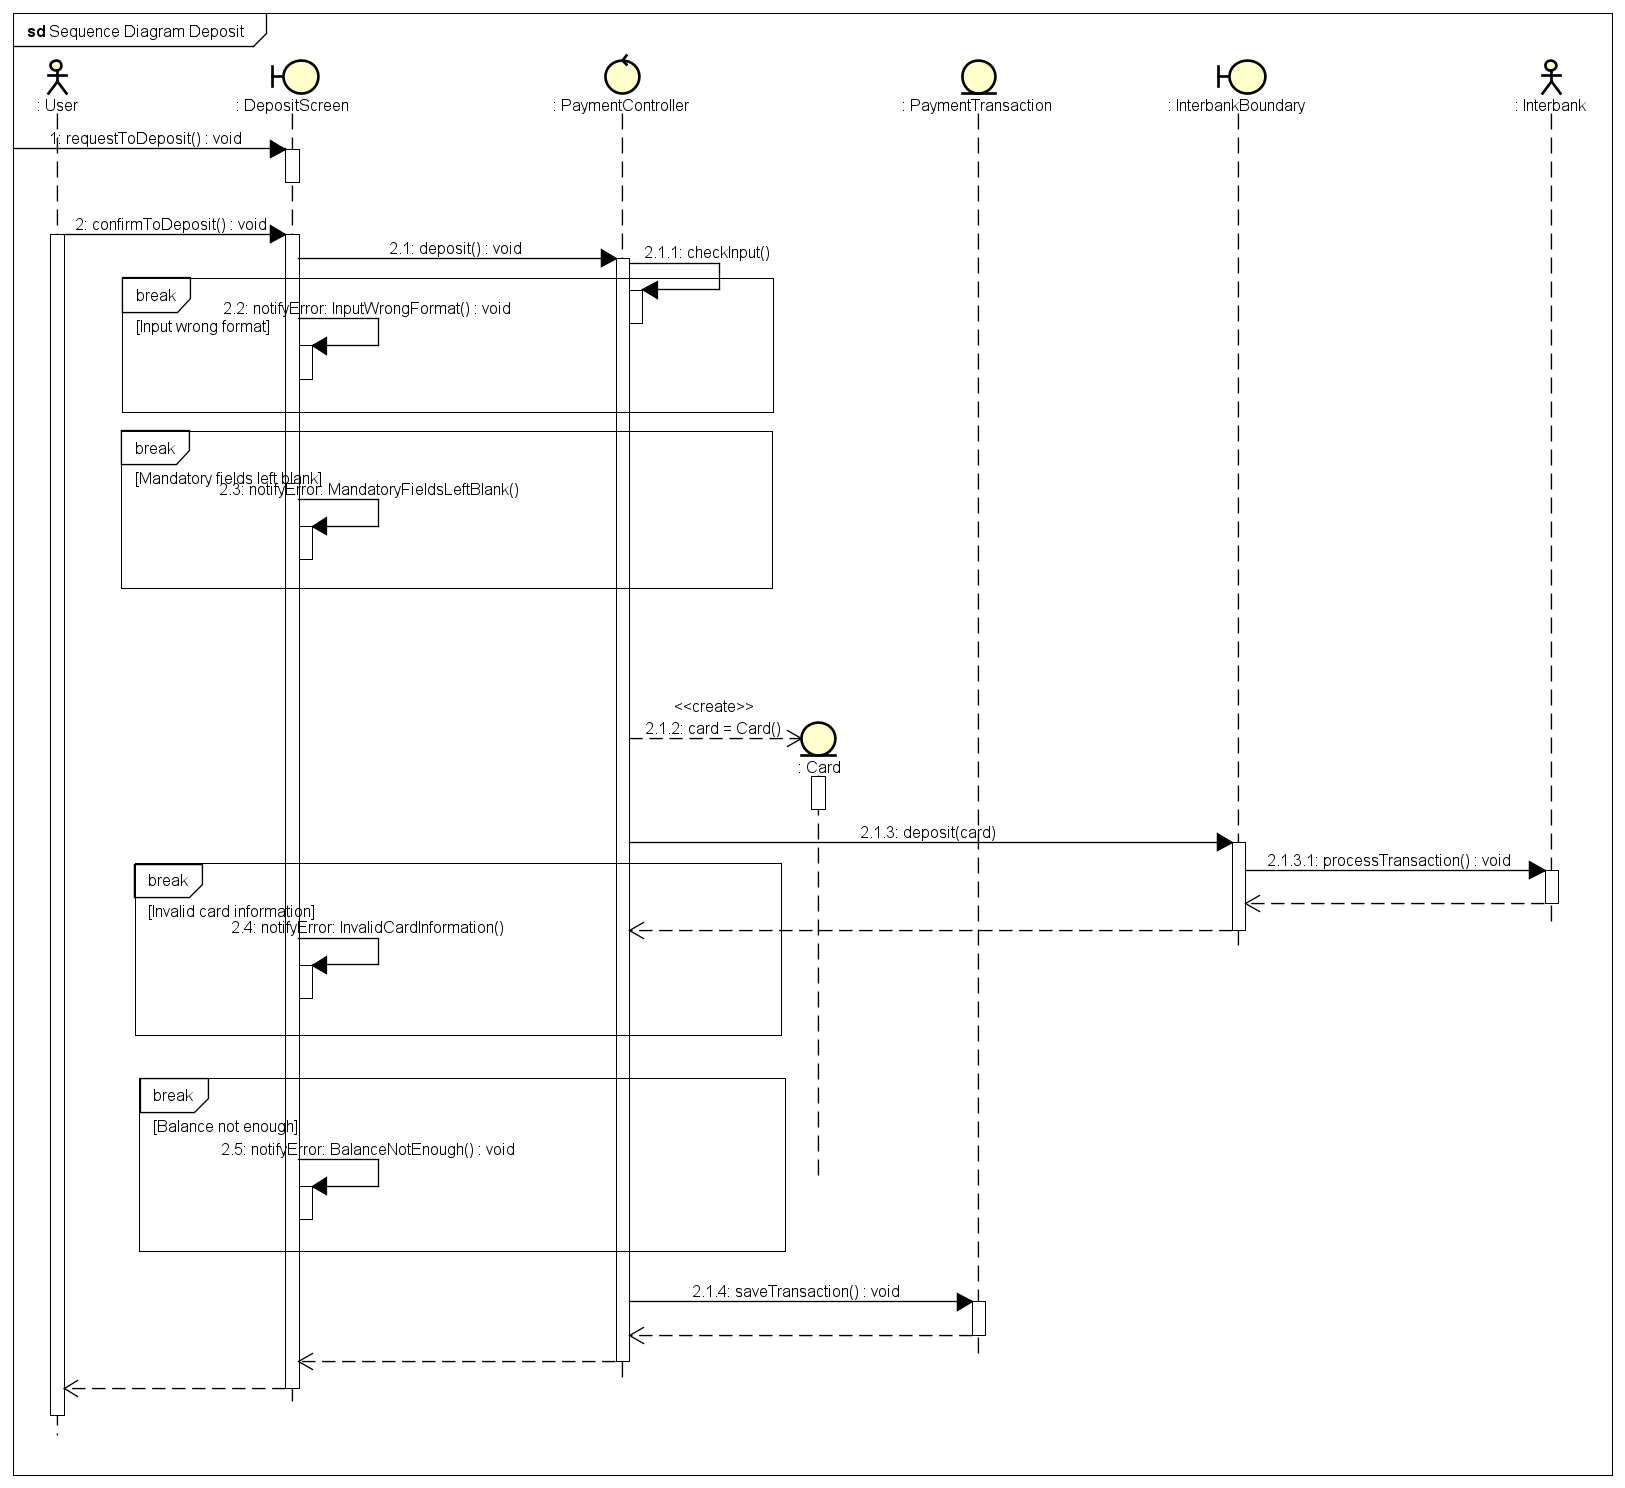 sd Sequence Diagram Deposit
: User
: DepositScreen
: PaymentController
: PaymentTransaction
: InterbankBoundary
: Interbank
1: requestToDeposit() : void
2: confirmToDeposit() : void
2.1: deposit() : void
2.1.1: checkInput()
break
2.2: notifyError: InputWrongFormat() : void
[Input wrong format]
break
[Mandatory fields left blank]
2.3: notifyError: MandatoryFieldsLeftBlank()
<<create>>
2.1.2: card = Card()
: Card
2.1.3: deposit(card)
2.1.3.1: processTransaction() : void
break
[Invalid card information]
2.4: notifyError: InvalidCardInformation()
break
[Balance not enough]
2.5: notifyError: BalanceNotEnough() : void
2.1.4: saveTransaction() : void